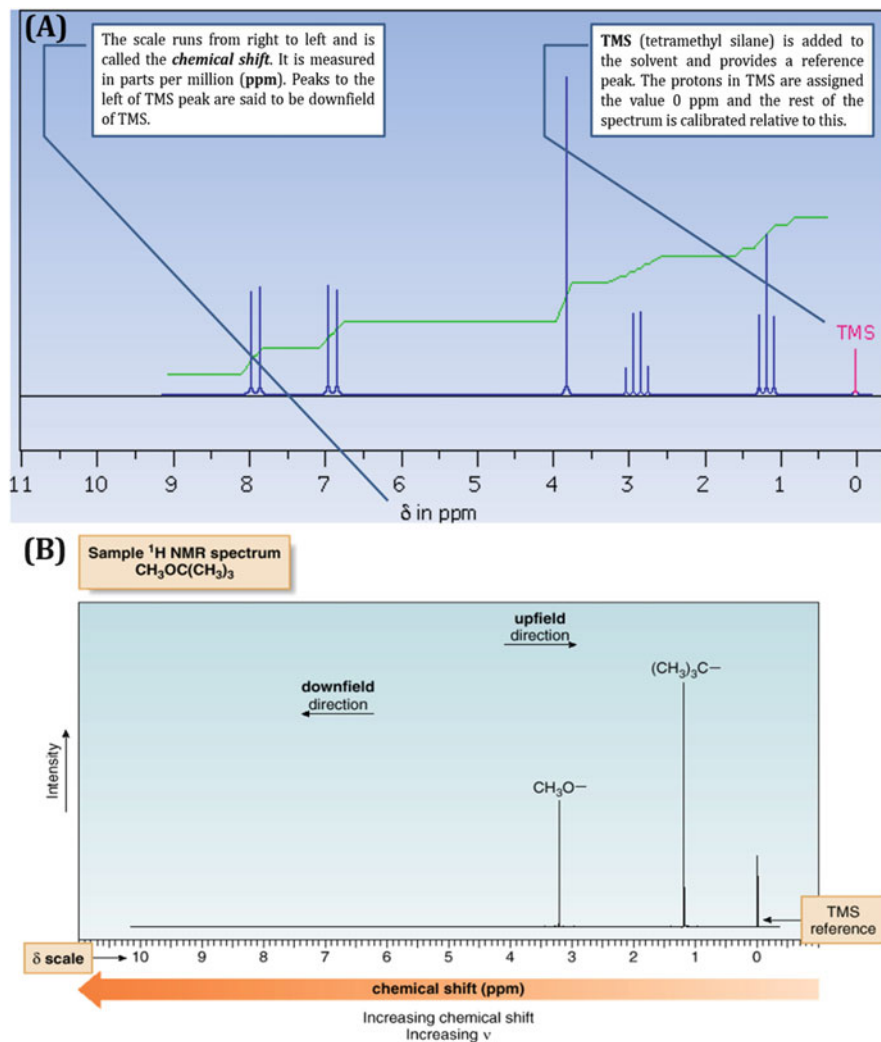 (A)
The scale runs from right to left and is
called the chemical shift. It is measured
in parts per million (ppm). Peaks to the
left of TMS peak are said to be downfield
of TMS.
TMS (tetramethyl silane) is added to
the solvent and provides a reference
peak. The protons in TMS are assigned
the value 0 ppm and the rest of the
spectrum is calibrated relative to this.
TMS
11 10 9 8 7 6 5 4 3 2 1 0
δ in ppm
(B)
Sample ¹H NMR spectrum
CH₃OC(CH₃)₃
upfield
direction
(CH₃)₃C—
downfield
direction
Intensity
CH₃O—
TMS
reference
δ scale
10 9 8 7 6 5 4 3 2 1 0
chemical shift (ppm)
Increasing chemical shift
Increasing ν